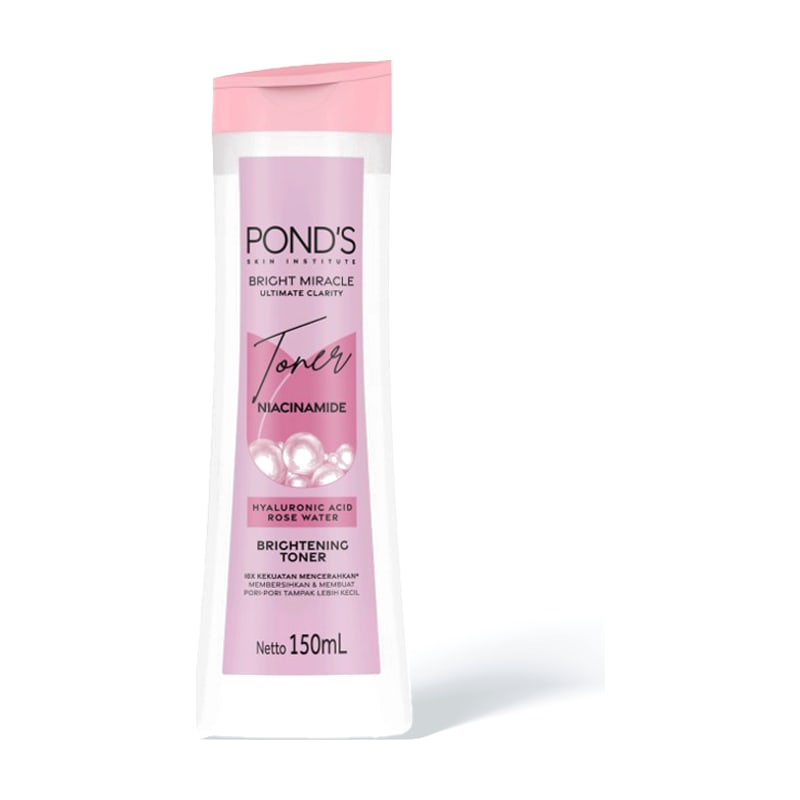 POND'S
SKIN INSTITUTE
BRIGHT MIRACLE
ULTIMATE CLARITY
Toner
NIACINAMIDE
HYALURONIC ACID
ROSE WATER
BRIGHTENING
TONER
10X KEKUATAN MENCERAHKAN*
MEMBERSIHKAN & MEMBUAT
PORI-PORI TAMPAK LEBIH KECIL
Netto 150mL